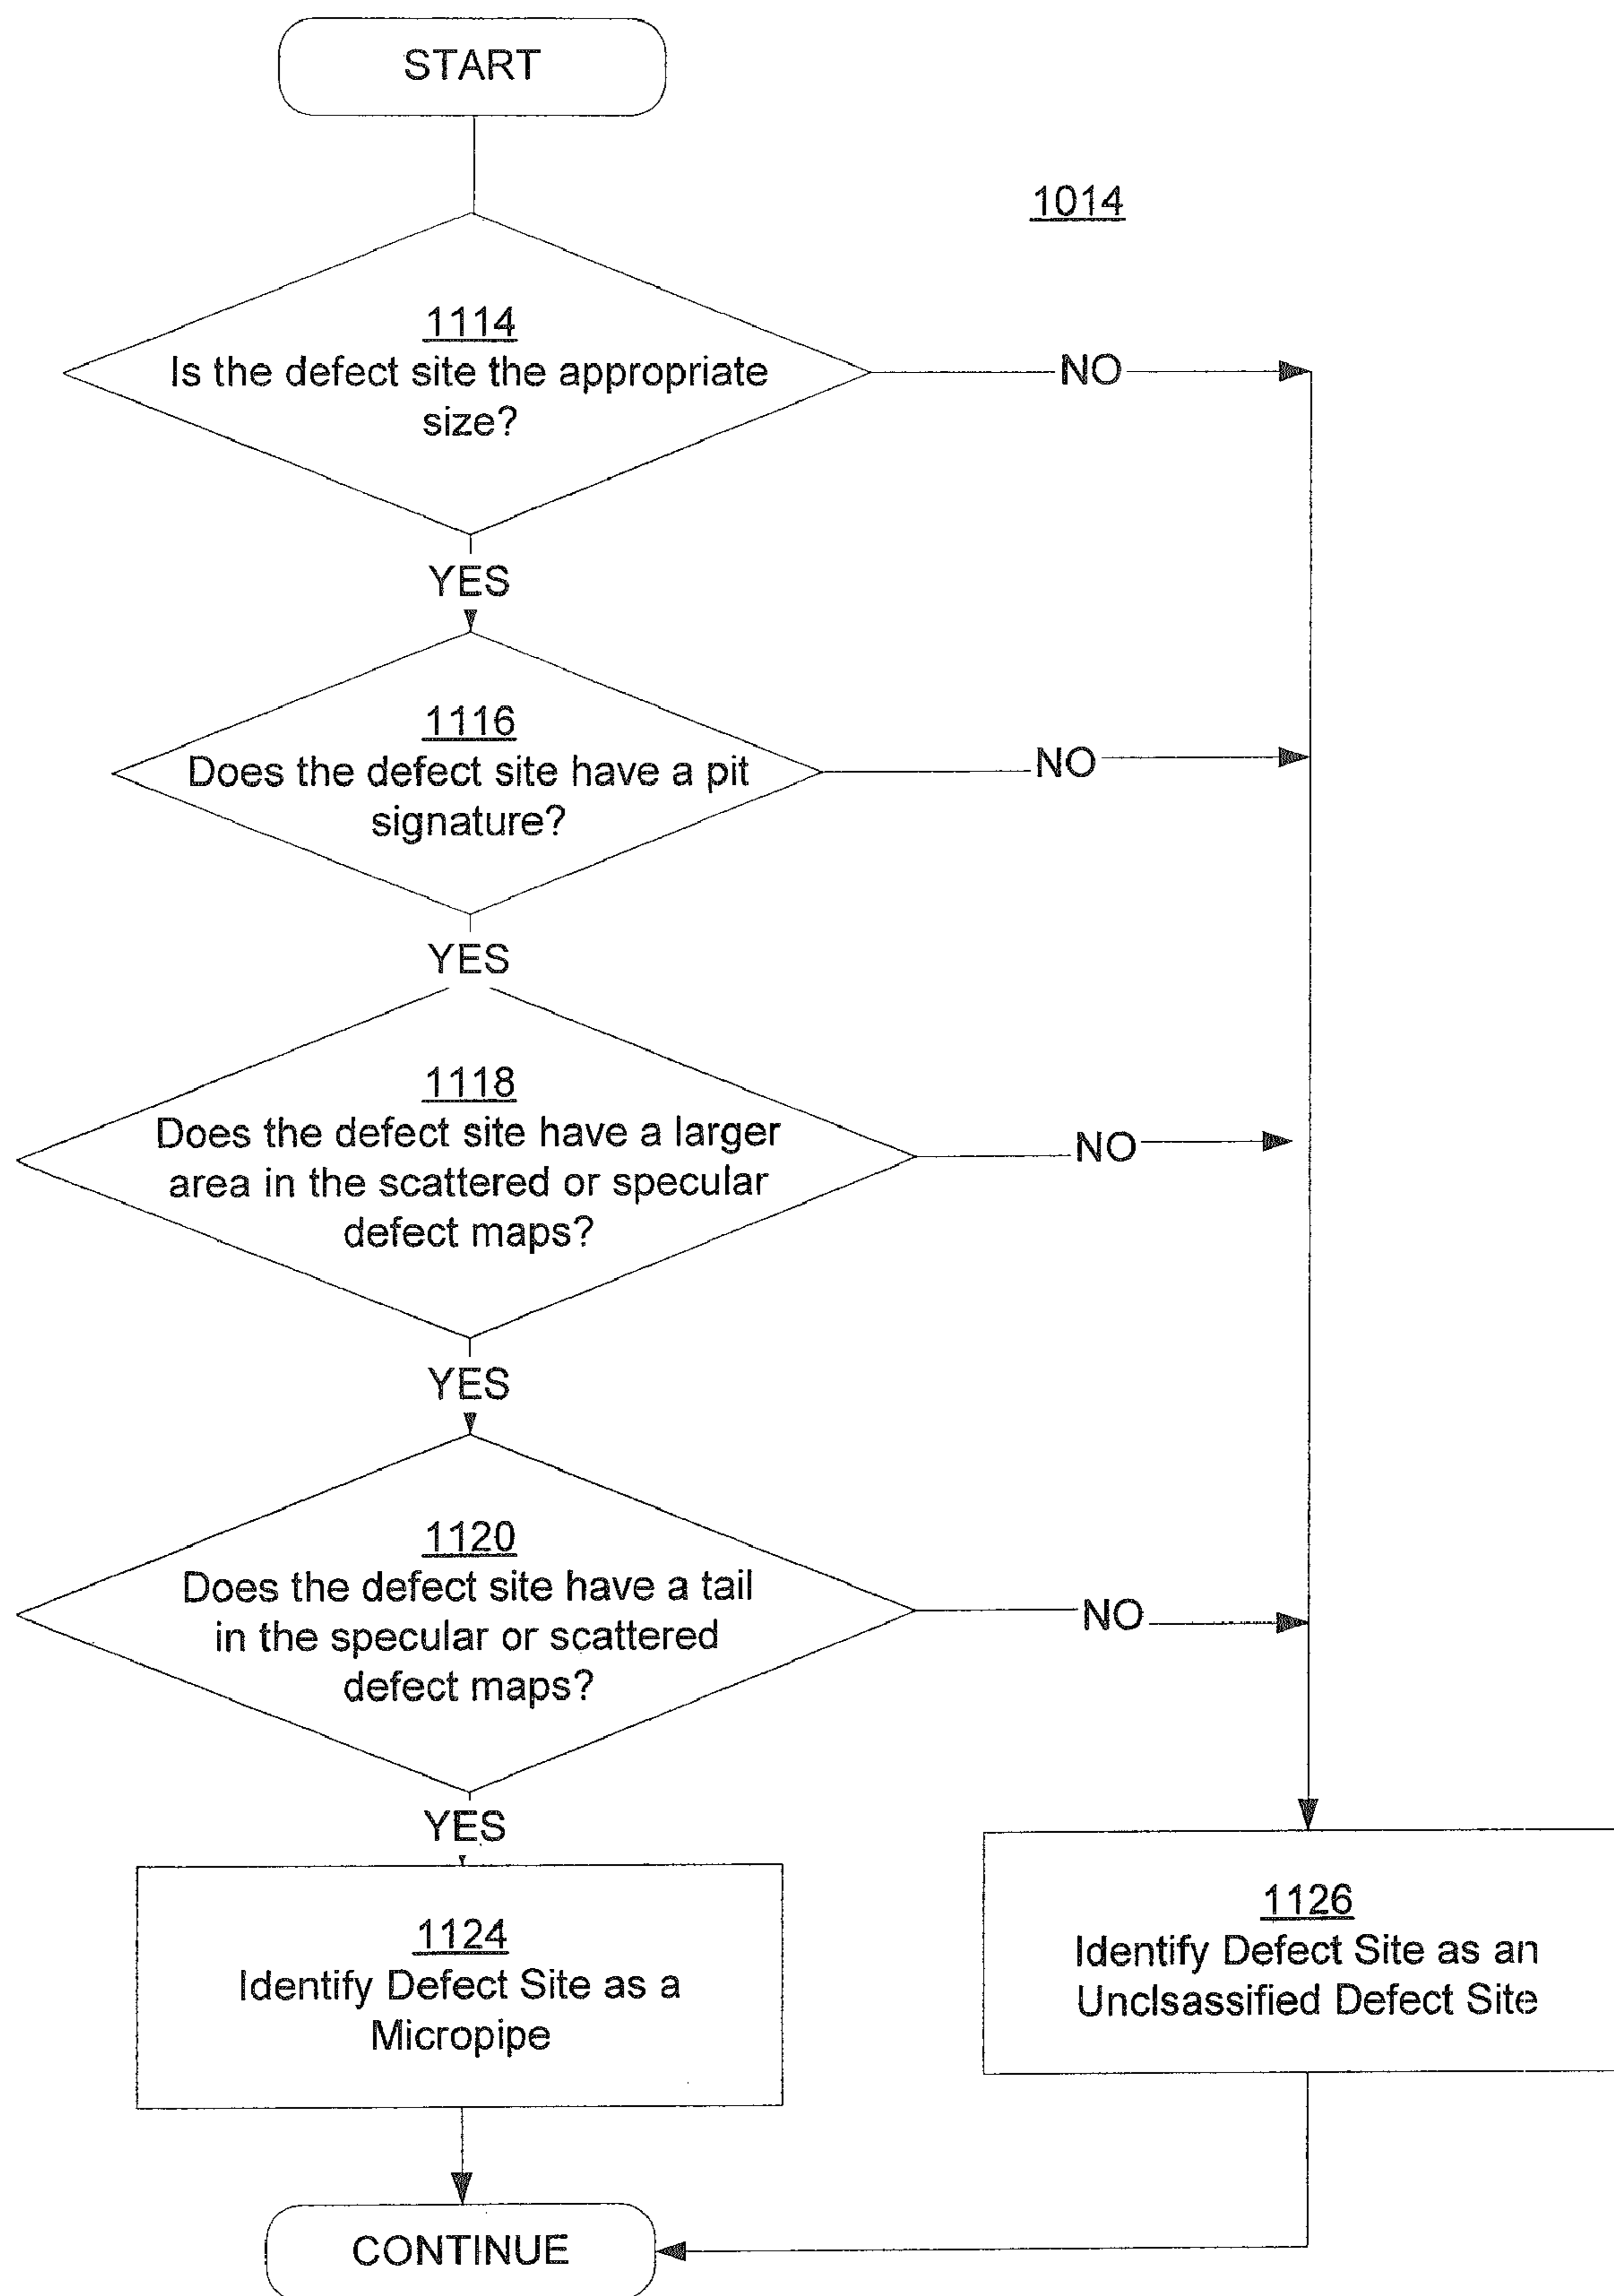 START
1014
1114
Is the defect site the appropriate
size?
NO
YES
1116
Does the defect site have a pit
signature?
NO
YES
1118
Does the defect site have a larger
area in the scattered or specular
defect maps?
NO
YES
1120
Does the defect site have a tail
in the specular or scattered
defect maps?
NO
YES
1124
Identify Defect Site as a
Micropipe
1126
Identify Defect Site as an
Unclsassified Defect Site
CONTINUE